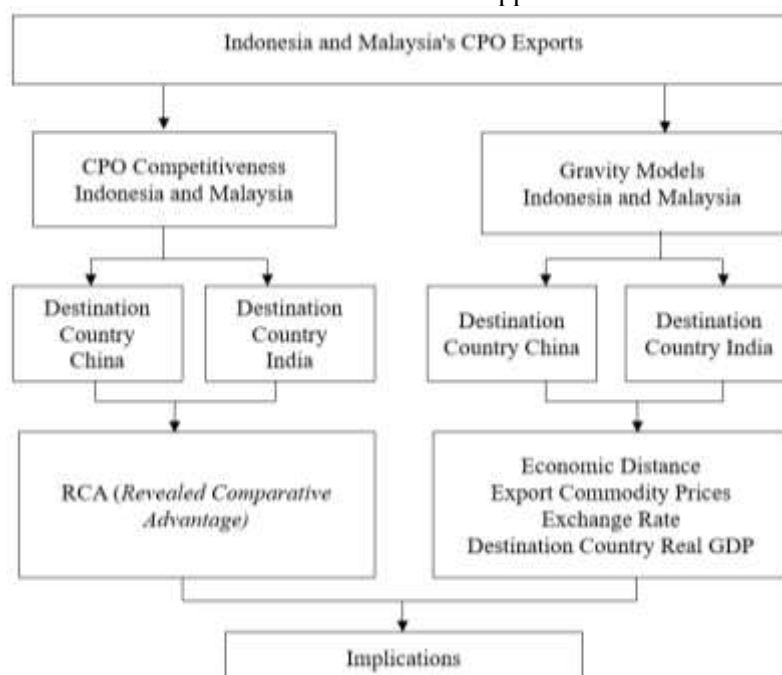 Indonesia and Malaysia's CPO Exports
CPO Competitiveness
Indonesia and Malaysia
Gravity Models
Indonesia and Malaysia
Destination
Country
China
Destination
Country
India
Destination
Country China
Destination
Country India
RCA (Revealed Comparative
Advantage)
Economic Distance
Export Commodity Prices
Exchange Rate
Destination Country Real GDP
Implications